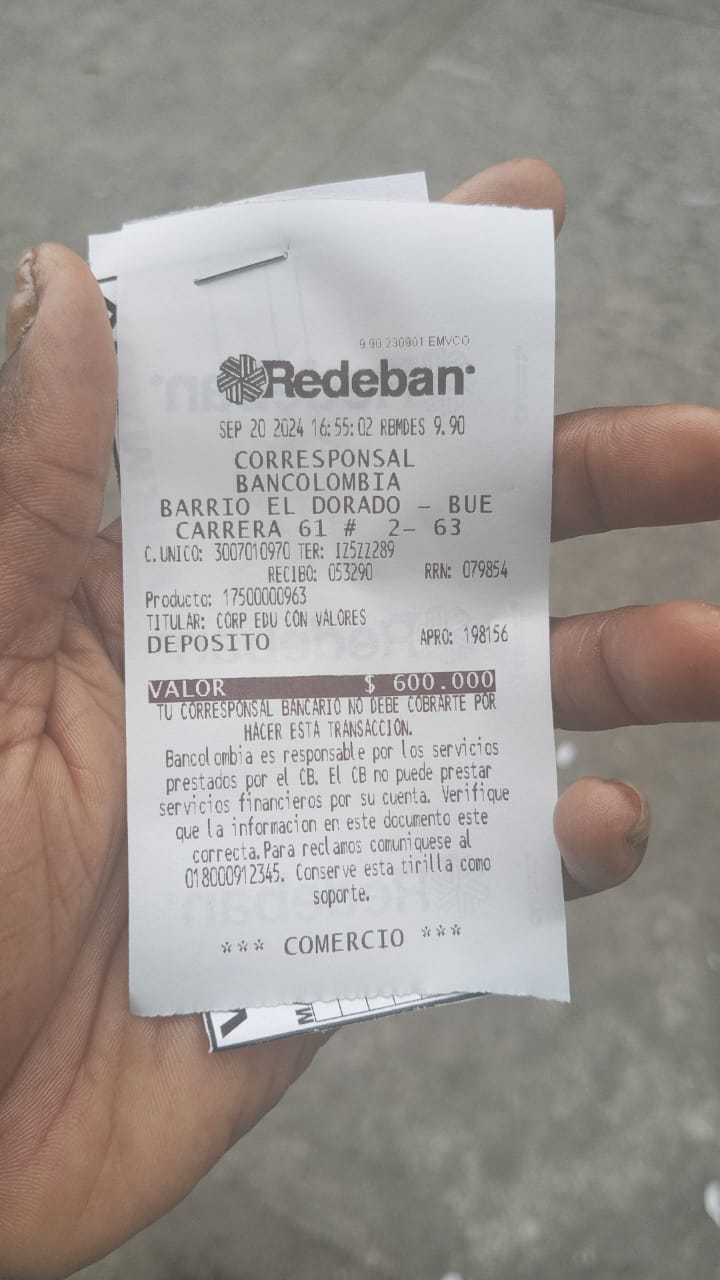 9.90 230901 EMVCO
Redeban
SEP 20 2024 16:55:02 RBMDES 9.90
CORRESPONSAL
BANCOLOMBIA
BARRIO EL DORADO - BUE
CARRERA 61 # 2- 63
C. UNICO: 3007010970 TER: IZ5ZZ289
RECIBO: 053290 RRN: 079854
Producto: 17500000963
TITULAR: CORP EDU CON VALORES
DEPOSITO APRO: 198156
VALOR $ 600.000
TU CORRESPONSAL BANCARIO NO DEBE COBRARTE POR
HACER ESTA TRANSACCIÓN.
Bancolombia es responsable por los servicios
prestados por el CB. El CB no puede prestar
servicios financieros por su cuenta. Verifique
que la informacion en este documento este
correcta. Para reclamos comuniquese al
018000912345. Conserve esta tirilla como
soporte.
*** COMERCIO ***